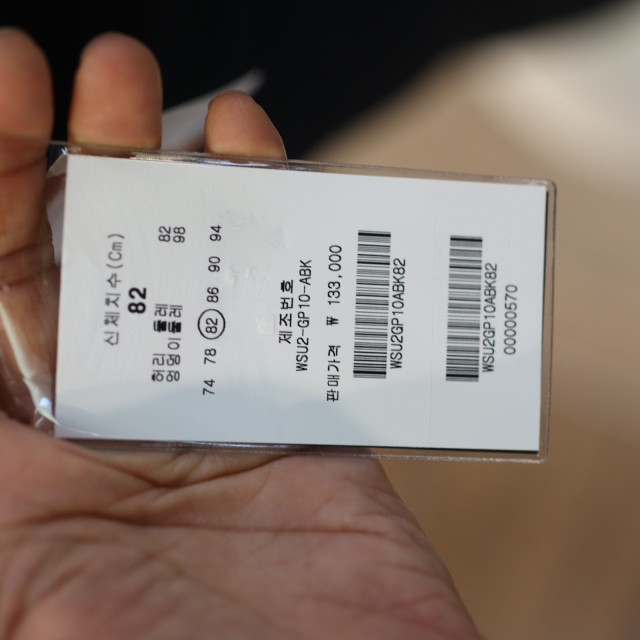 신체치수(Cm)
82
허리 둘레 82
엉덩이둘레 98
74 78 82 86 90 94
제조번호
WSU2-GP10-ABK
판매가격 ₩ 133,000
WSU2GP10ABK82
WSU2GP10ABK82
00000570